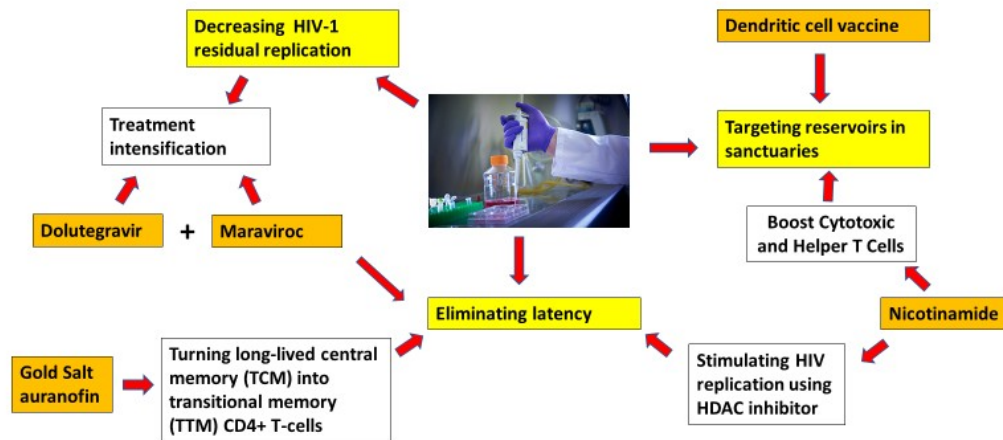 Decreasing HIV-1
residual replication
Dendritic cell vaccine
Treatment
intensification
Targeting reservoirs in
sanctuaries
Dolutegravir
+
Maraviroc
Boost Cytotoxic
and Helper T Cells
Eliminating latency
Nicotinamide
Gold Salt
auranofin
Turning long-lived central
memory (TCM) into
transitional memory
(TTM) CD4+ T-cells
Stimulating HIV
replication using
HDAC inhibitor